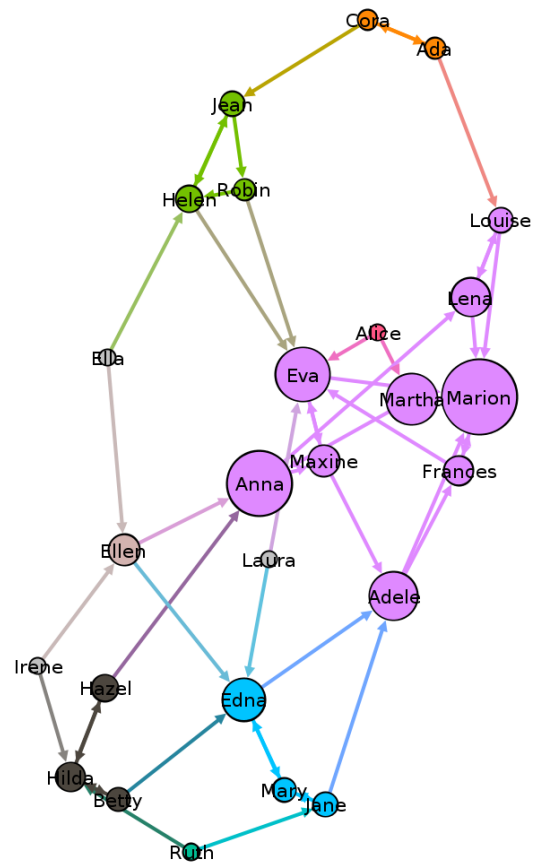 Cora
Ada
Jean
Robin
Helen
Louise
Lena
Alice
Ella
Eva
Martha
Marion
Maxine
Frances
Anna
Ellen
Laura
Adele
Irene
Hazel
Edna
Hilda
Betty
Mary
Jane
Ruth